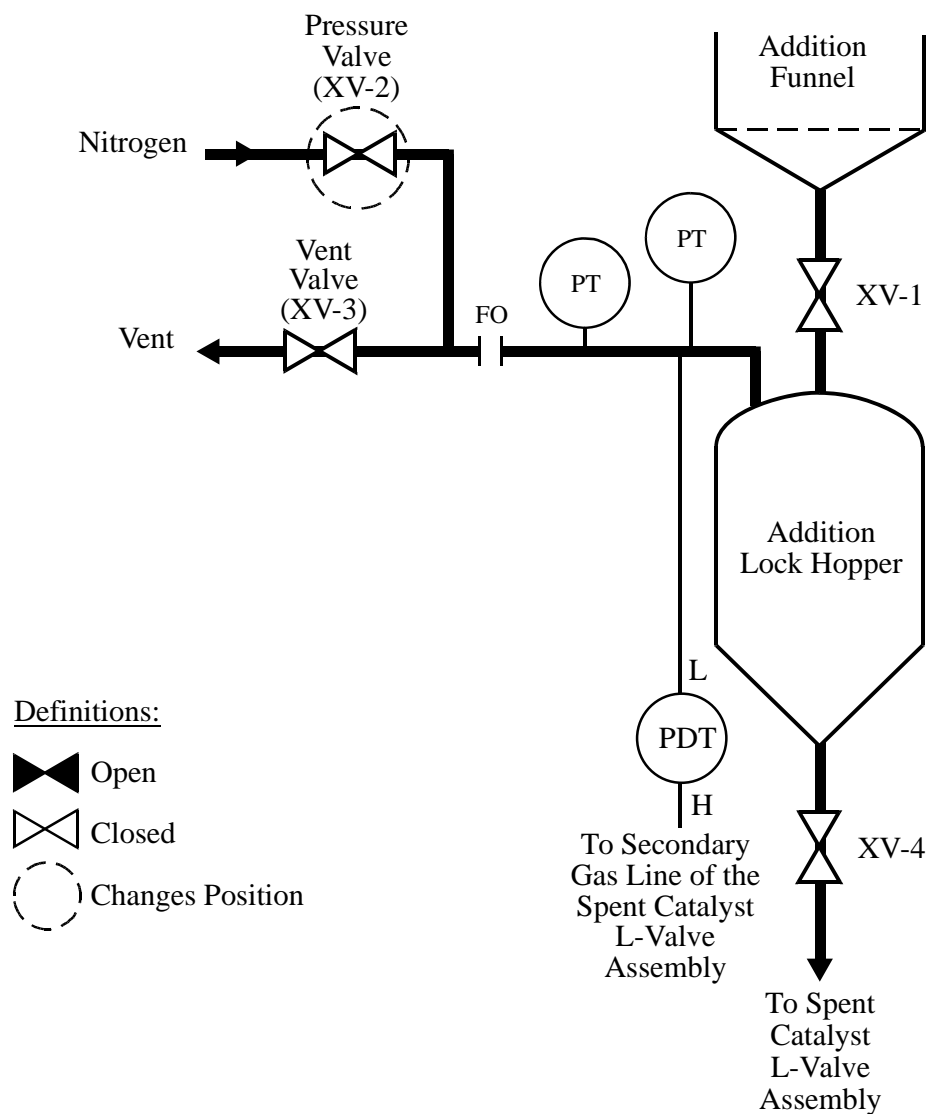 Pressure
Valve
(XV-2)
Addition
Funnel
Nitrogen
PT
PT
Vent
Valve
(XV-3)
XV-1
FO
Vent
Addition
Lock Hopper
L
Definitions:
PDT
Open
H
Closed
To Secondary
Gas Line of the
Spent Catalyst
L-Valve
Assembly
XV-4
Changes Position
To Spent
Catalyst
L-Valve
Assembly